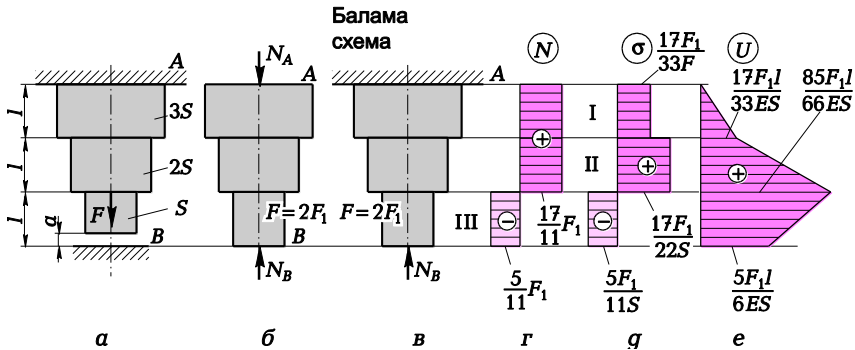 Балама
схема
A
N_A
A
A
N
σ
17F₁/33F
U
17F₁l/33ES
85F₁l/66ES
l
3S
I
l
2S
II
l
a
F
S
B
F=2F₁
B
F=2F₁
III
17/11 F₁
17F₁/22S
N_B
N_B
5/11 F₁
5F₁/11S
5F₁l/6ES
+
+
+
−
−
а
б
в
г
д
е